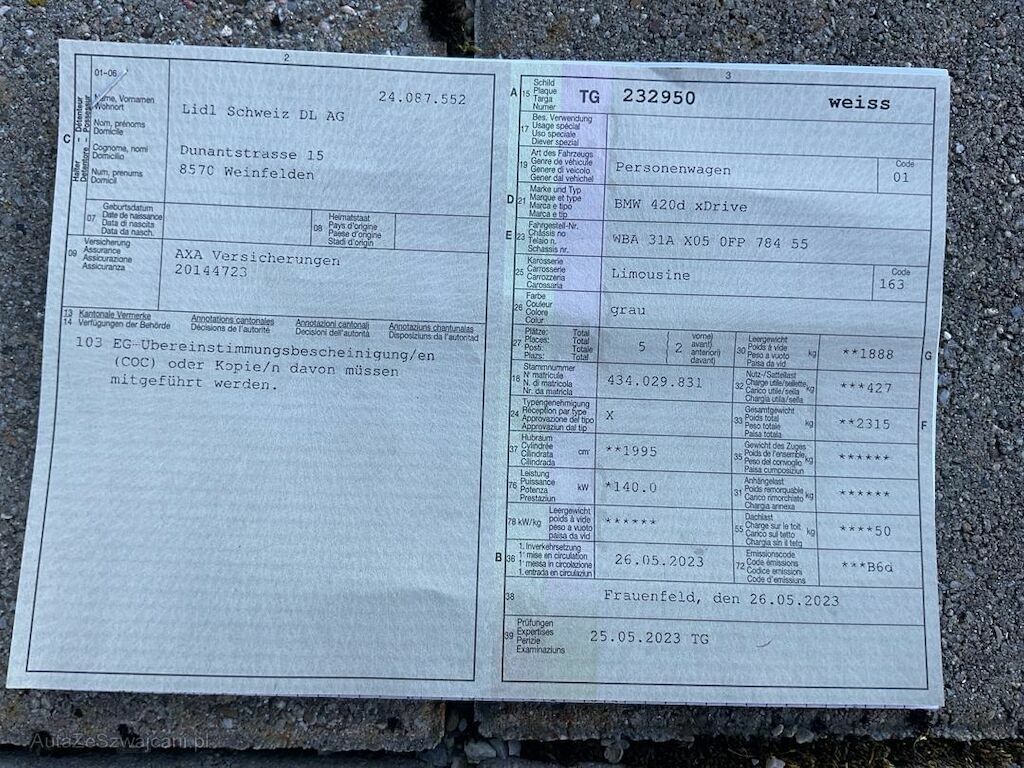 2
01-06
24.087.552
C
Halter Détenteur
Detentore Possessur
Name, Vornamen
Wohnort
Nom, prénoms
Domicile
Cognome, nomi
Domicilio
Num, prenums
Domicil
Lidl Schweiz DL AG
Dunantstrasse 15
8570 Weinfelden
07
Geburtsdatum
Date de naissance
Data di nascita
Data da nasch.
08
Heimatstaat
Pays d'origine
Paese d'origine
Stadi d'origin
09
Versicherung
Assurance
Assicurazione
Assicuranza
AXA Versicherungen
20144723
13 Kantonale Vermerke
14 Verfügungen der Behörde
Annotations cantonales
Décisions de l'autorité
Annotazioni cantonali
Decisioni dell'autorità
Annotaziuns chantunalas
Disposiziuns da l'autoritad
103 EG-Übereinstimmungsbescheinigung/en
(COC) oder Kopie/n davon müssen
mitgeführt werden.
3
A 15
Schild
Plaque
Targa
Numer
TG 232950 weiss
17
Bes. Verwendung
Usage spécial
Uso speciale
Diever spezial
19
Art des Fahrzeugs
Genre de véhicule
Genere di veicolo
Gener dal vehichel
Personenwagen
Code
01
D 21
Marke und Typ
Marque et type
Marca e tipo
Marca e tip
BMW 420d xDrive
E 23
Fahrgestell-Nr.
Châssis no
Telaio n.
Schassis nr.
WBA 31A X05 0FP 784 55
25
Karosserie
Carrosserie
Carrozzeria
Carossaria
Limousine
Code
163
26
Farbe
Couleur
Colore
Colur
grau
27
Plätze: Total
Places: Total
Posti: Totale
Plazs: Total
5
2
vorne)
avant)
anteriori)
davant)
30
Leergewicht
Poids à vide
Peso a vuoto
Paisa da vid
kg
**1888
G
18
Stammnummer
N° matricule
N. di matricola
Nr. da matricla
434.029.831
32
Nutz-/Sattellast
Charge utile/sellette
Carico utile/sella
Chargia utila/sella
kg
***427
24
Typengenehmigung
Réception par type
Approvazione del tipo
Approvaziun dal tip
X
33
Gesamtgewicht
Poids total
Peso totale
Paisa totala
kg
**2315
F
37
Hubraum
Cylindrée
Cilindrata
Cilindrada
cm³
**1995
35
Gewicht des Zuges
Poids de l'ensemble
Peso del convoglio
Paisa cumposiziun
kg
******
76
Leistung
Puissance
Potenza
Prestaziun
kW
*140.0
31
Anhängelast
Poids remorquable
Carico rimorchiato
Chargia annexa
kg
******
78 kW/kg
Leergewicht
poids à vide
peso a vuoto
paisa da vid
******
55
Dachlast
Charge sur le toit
Carico sul tetto
Chargia sin il tetg
kg
****50
B 36
1. Inverkehrsetzung
1re mise en circulation
1a messa in circolazione
1. entrada en circulaziun
26.05.2023
72
Emissionscode
Code émissions
Codice emissioni
Code d'emissiuns
***B6d
38
Frauenfeld, den 26.05.2023
39
Prüfungen
Expertises
Perizie
Examinaziuns
25.05.2023 TG
AutaZeSzwajcarii.pl